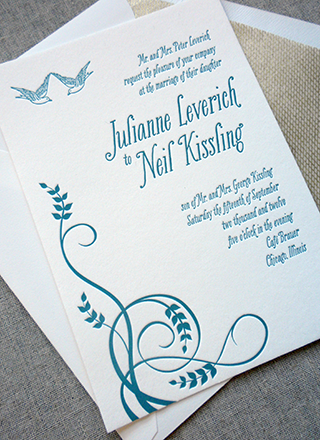 Mr. and Mrs. Peter Leverich
request the pleasure of your company
at the marriage of their daughter
Julianne Leverich
to Neil Kissling
son of Mr. and Mrs. George Kissling
Saturday the fifteenth of September
two thousand and twelve
five o'clock in the evening
Café Brauer
Chicago, Illinois